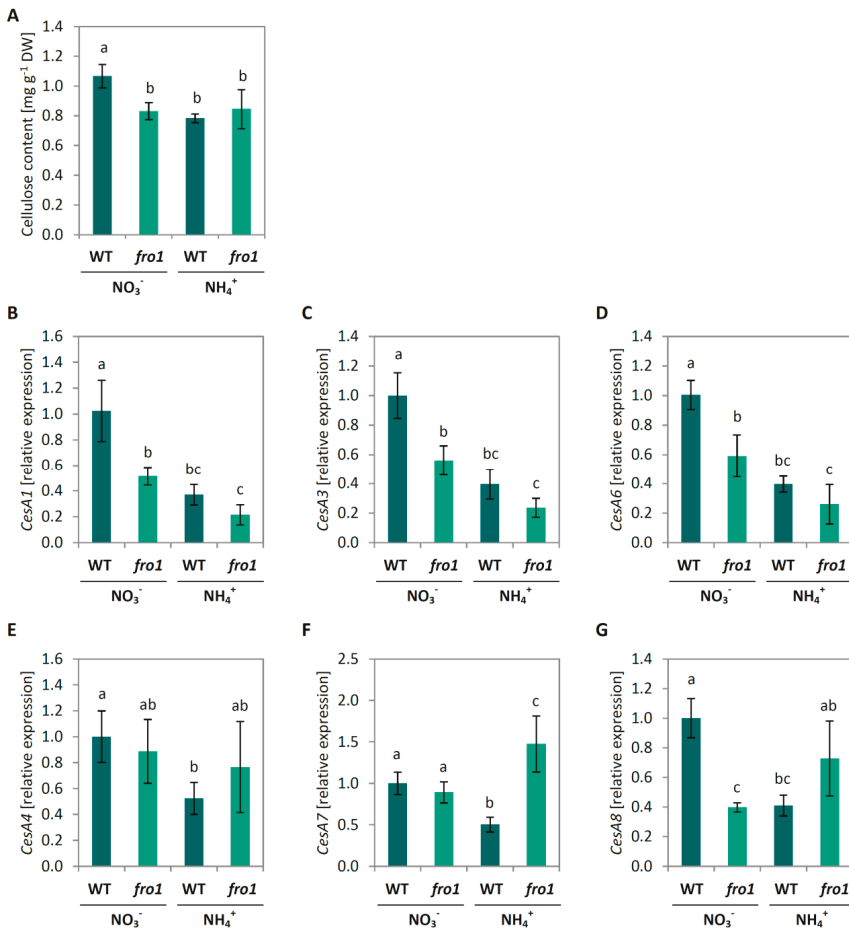 A
Cellulose content [mg g⁻¹ DW]
1.4
1.2
1.0
0.8
0.6
0.4
0.2
0.0
a
b
b
b
WT fro1 WT fro1
NO₃⁻ NH₄⁺
B
CesA1 [relative expression]
1.6
1.4
1.2
1.0
0.8
0.6
0.4
0.2
0.0
a
b
bc
c
WT fro1 WT fro1
NO₃⁻ NH₄⁺
C
CesA3 [relative expression]
1.4
1.2
1.0
0.8
0.6
0.4
0.2
0.0
a
b
bc
c
WT fro1 WT fro1
NO₃⁻ NH₄⁺
D
CesA6 [relative expression]
1.4
1.2
1.0
0.8
0.6
0.4
0.2
0.0
a
b
bc
c
WT fro1 WT fro1
NO₃⁻ NH₄⁺
E
CesA4 [relative expression]
1.6
1.4
1.2
1.0
0.8
0.6
0.4
0.2
0.0
a
ab
b
ab
WT fro1 WT fro1
NO₃⁻ NH₄⁺
F
CesA7 [relative expression]
2.5
2.0
1.5
1.0
0.5
0.0
a
a
b
c
WT fro1 WT fro1
NO₃⁻ NH₄⁺
G
CesA8 [relative expression]
1.4
1.2
1.0
0.8
0.6
0.4
0.2
0.0
a
c
bc
ab
WT fro1 WT fro1
NO₃⁻ NH₄⁺